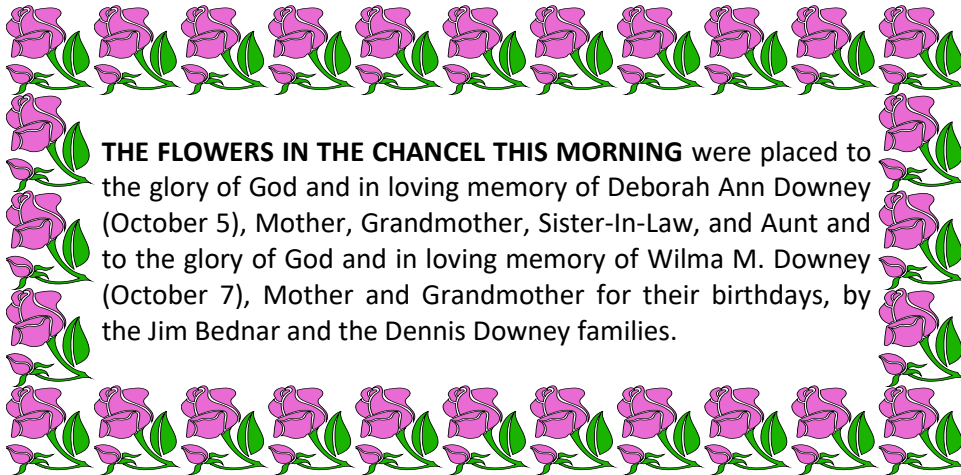 THE FLOWERS IN THE CHANCEL THIS MORNING were placed to
the glory of God and in loving memory of Deborah Ann Downey
(October 5), Mother, Grandmother, Sister-In-Law, and Aunt and
to the glory of God and in loving memory of Wilma M. Downey
(October 7), Mother and Grandmother for their birthdays, by
the Jim Bednar and the Dennis Downey families.